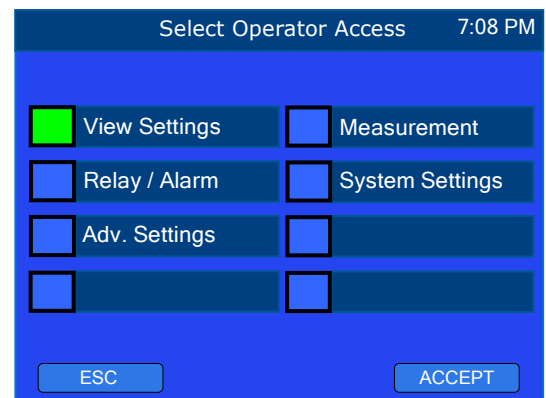 Select Operator Access 7:08 PM
View Settings Measurement
Relay / Alarm System Settings
Adv. Settings
ESC ACCEPT